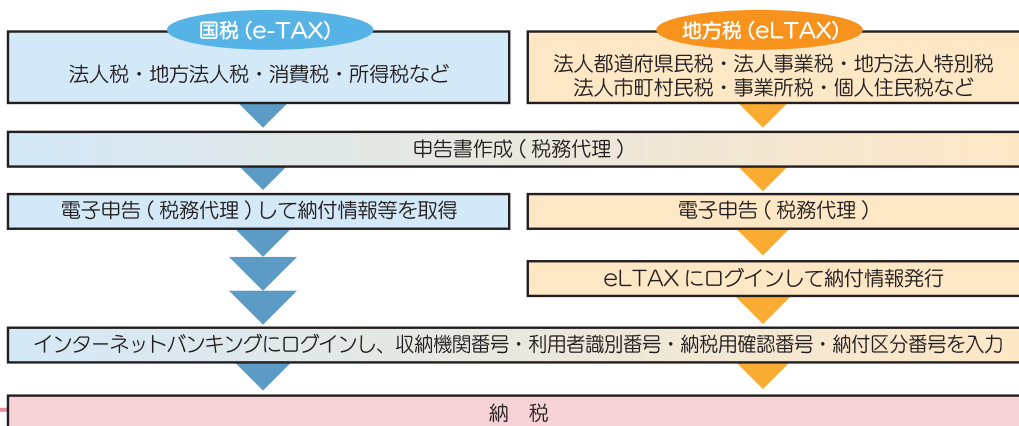 国税(e-TAX)
法人税・地方法人税・消費税・所得税など
地方税(eLTAX)
法人都道府県民税・法人事業税・地方法人特別税
法人市町村民税・事業所税・個人住民税など
申告書作成(税務代理)
電子申告(税務代理)して納付情報等を取得
電子申告(税務代理)
eLTAXにログインして納付情報発行
インターネットバンキングにログインし、収納機関番号・利用者識別番号・納税用確認番号・納付区分番号を入力
納 税